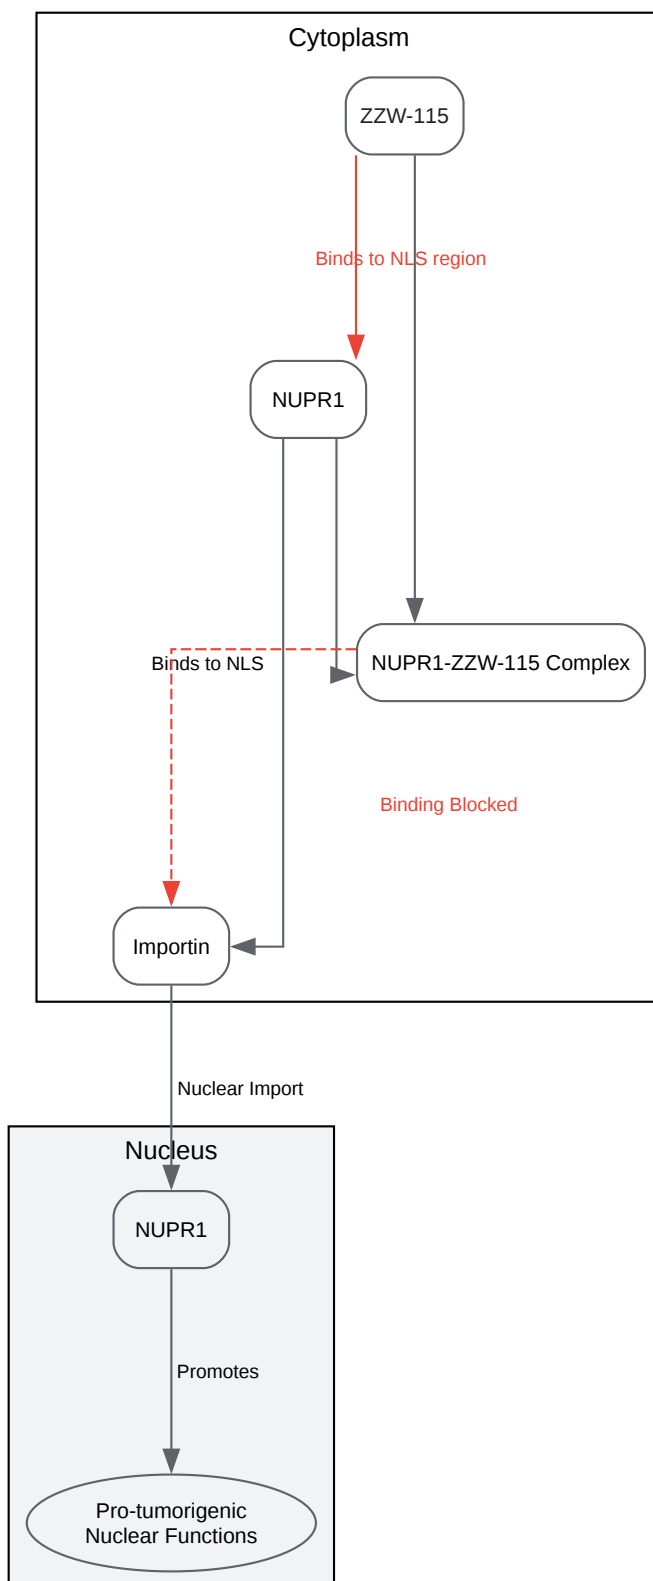 Cytoplasm
ZZW-115
Binds to NLS region
NUPR1
NUPR1-ZZW-115 Complex
Binds to NLS
Binding Blocked
Importin
Nuclear Import
Nucleus
NUPR1
Promotes
Pro-tumorigenic
Nuclear Functions